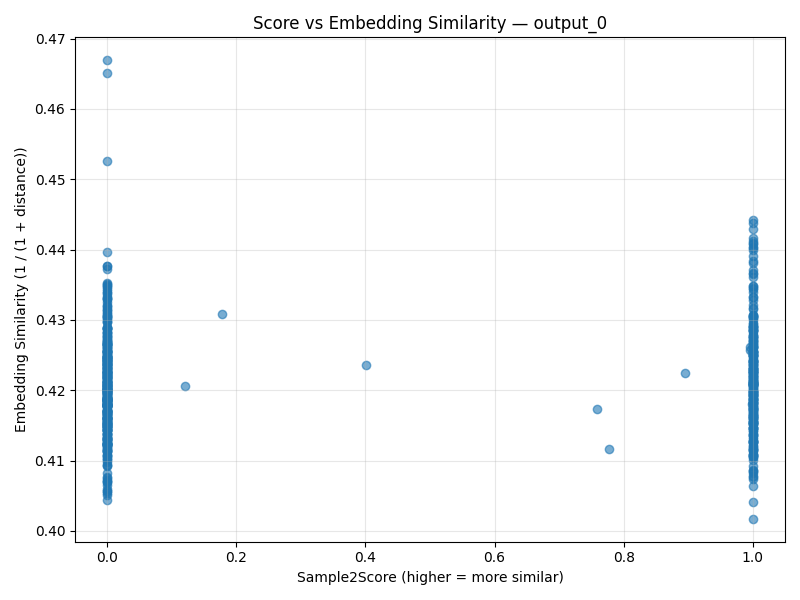 Score vs Embedding Similarity — output_0
Embedding Similarity (1 / (1 + distance))
0.47
0.46
0.45
0.44
0.43
0.42
0.41
0.40
0.0 0.2 0.4 0.6 0.8 1.0
Sample2Score (higher = more similar)